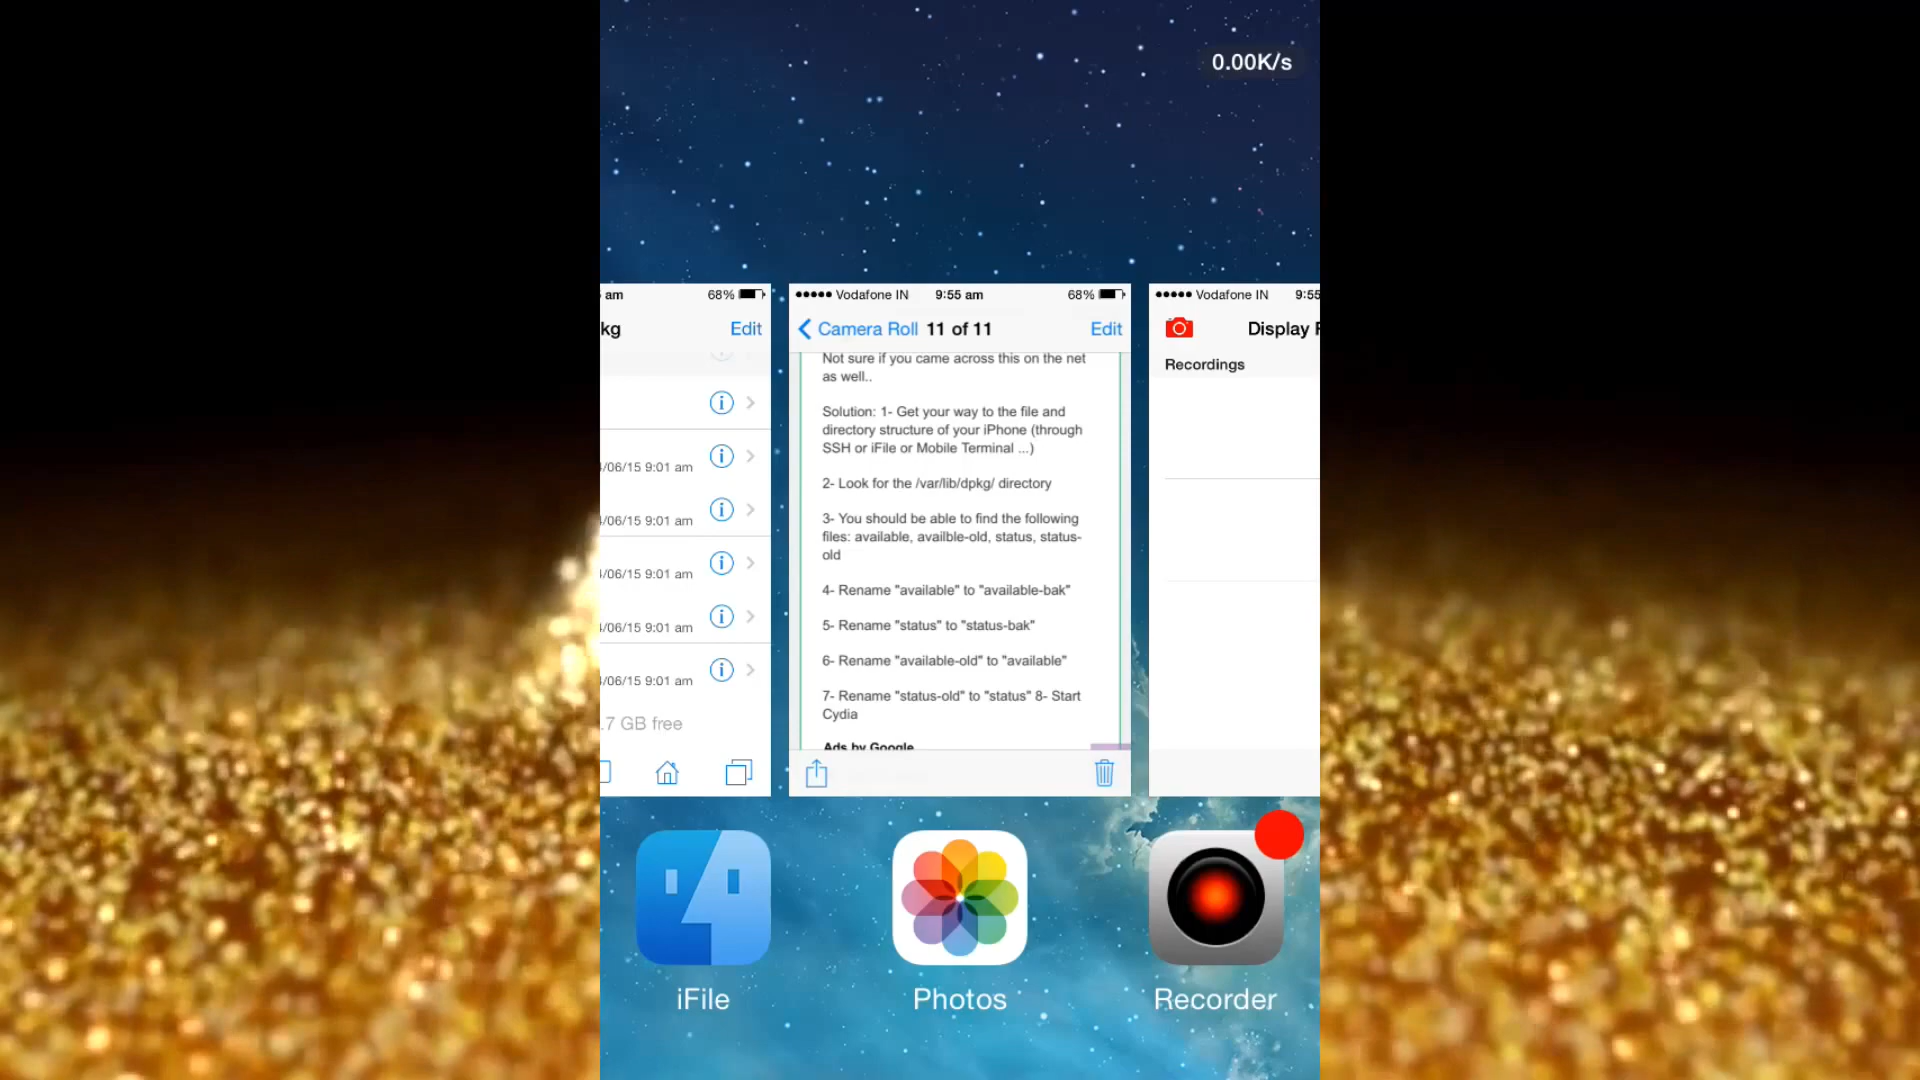 0.00K/s
am
68%
kg
Edit
/06/15 9:01 am
/06/15 9:01 am
/06/15 9:01 am
/06/15 9:01 am
/06/15 9:01 am
.7 GB free
Vodafone IN
9:55 am
68%
Camera Roll
11 of 11
Edit
Not sure if you came across this on the net
as well..
Solution: 1- Get your way to the file and
directory structure of your iPhone (through
SSH or iFile or Mobile Terminal ...)
2- Look for the /var/lib/dpkg/ directory
3- You should be able to find the following
files: available, availble-old, status, status-
old
4- Rename "available" to "available-bak"
5- Rename "status" to "status-bak"
6- Rename "available-old" to "available"
7- Rename "status-old" to "status" 8- Start
Cydia
Ads by Google
Vodafone IN
9:55
Display
Recordings
iFile
Photos
Recorder